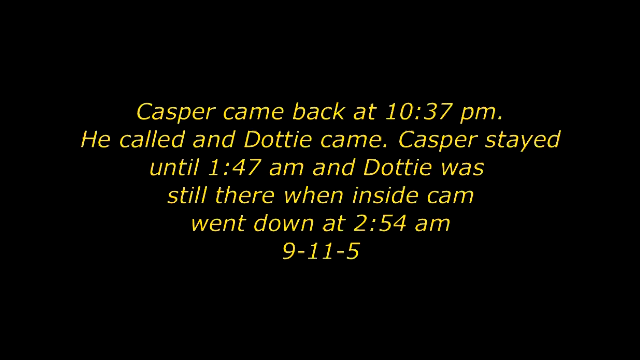 Casper came back at 10:37 pm.
He called and Dottie came. Casper stayed
until 1:47 am and Dottie was
still there when inside cam
went down at 2:54 am
9-11-5